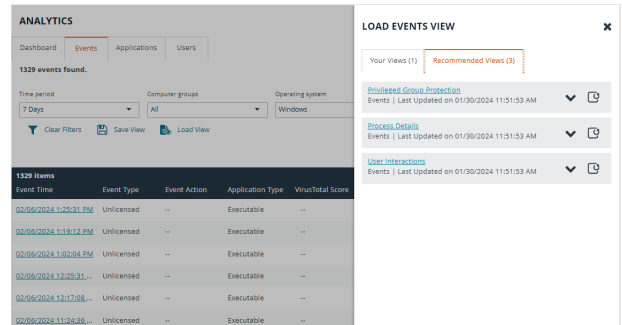 ANALYTICS
Dashboard Events Applications Users
1329 events found.
Time period Computer groups Operating system
7 Days All Windows
Clear Filters Save View Load View
1329 items
Event Time Event Type Event Action Application Type VirusTotal Score
02/06/2024 1:25:31 PM Unlicensed -- Executable --
02/06/2024 1:19:12 PM Unlicensed -- Executable --
02/06/2024 1:02:04 PM Unlicensed -- Executable --
02/06/2024 12:25:31 ... Unlicensed -- Executable --
02/06/2024 12:17:08 ... Unlicensed -- Executable --
02/06/2024 11:24:36 ... Unlicensed -- Executable --
LOAD EVENTS VIEW
Your Views (1) Recommended Views (3)
Privileged Group Protection
Events | Last Updated on 01/30/2024 11:51:53 AM
Process Details
Events | Last Updated on 01/30/2024 11:51:53 AM
User Interactions
Events | Last Updated on 01/30/2024 11:51:53 AM